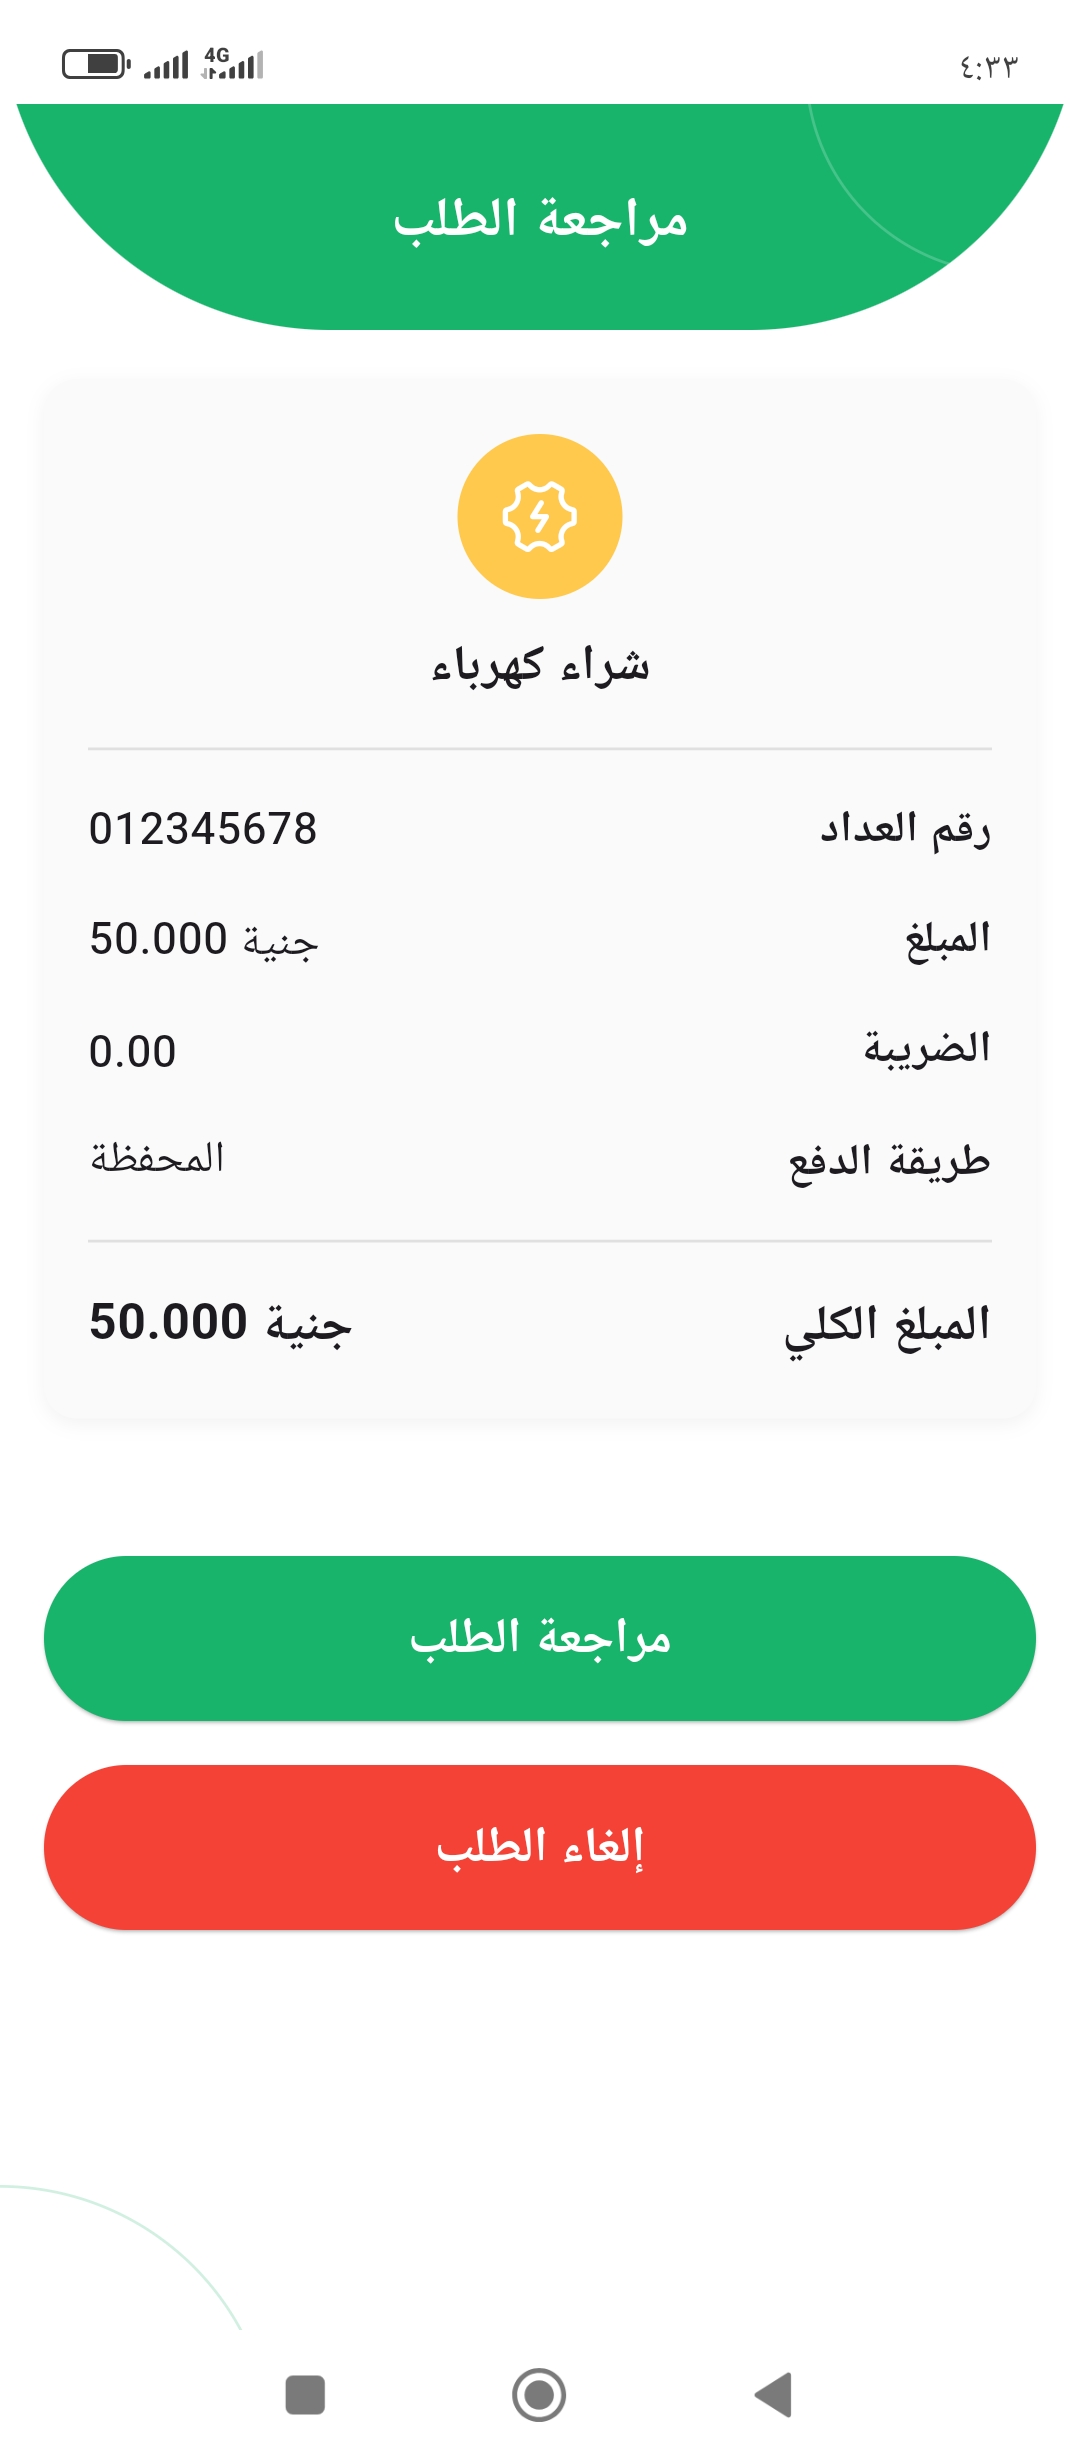 ٤:٣٣
4G
مراجعة الطلب
شراء كهرباء
رقم العداد 012345678
المبلغ 50.000 جنية
الضريبة 0.00
طريقة الدفع المحفظة
المبلغ الكلي 50.000 جنية
مراجعة الطلب
إلغاء الطلب